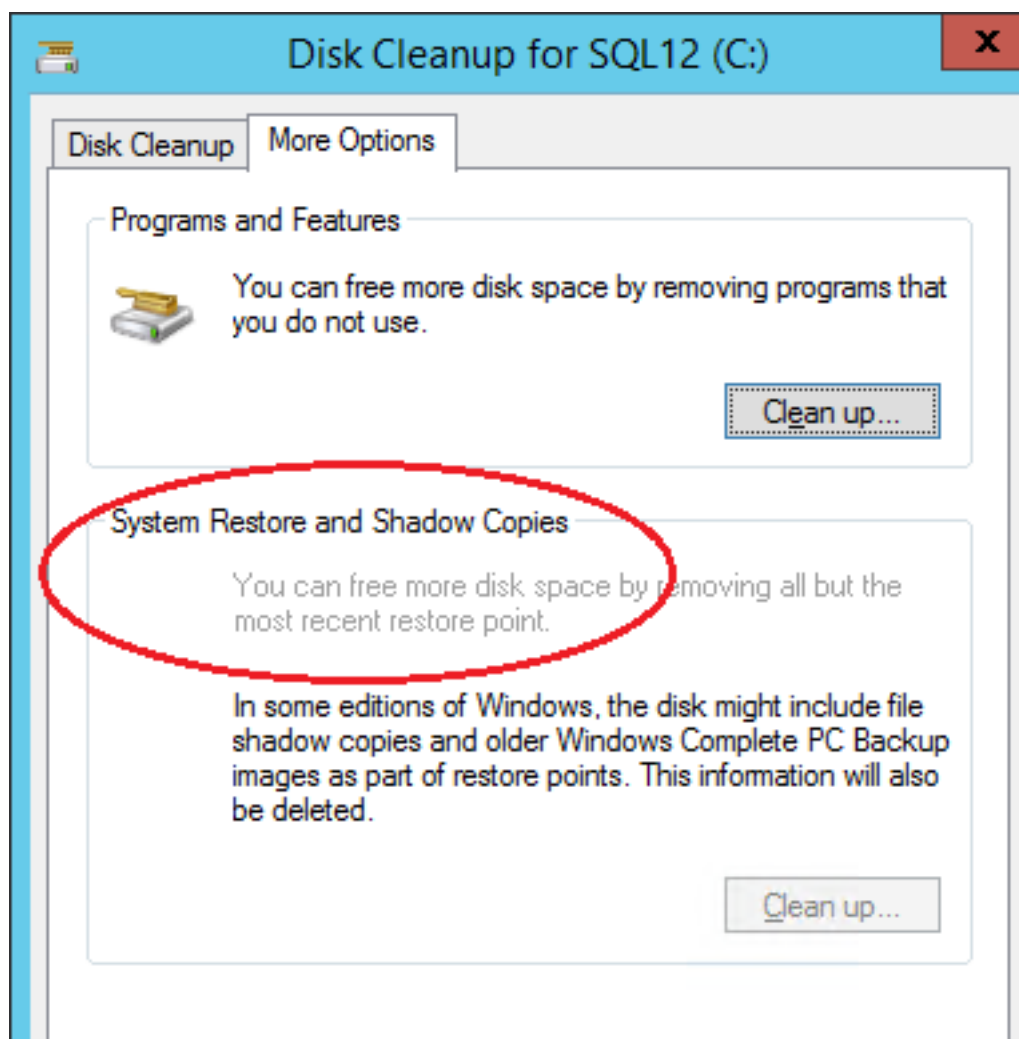 Disk Cleanup for SQL12 (C:)
x
Disk Cleanup
More Options
Programs and Features
You can free more disk space by removing programs that
you do not use.
Clean up...
System Restore and Shadow Copies
You can free more disk space by removing all but the
most recent restore point.
In some editions of Windows, the disk might include file
shadow copies and older Windows Complete PC Backup
images as part of restore points. This information will also
be deleted.
Clean up...